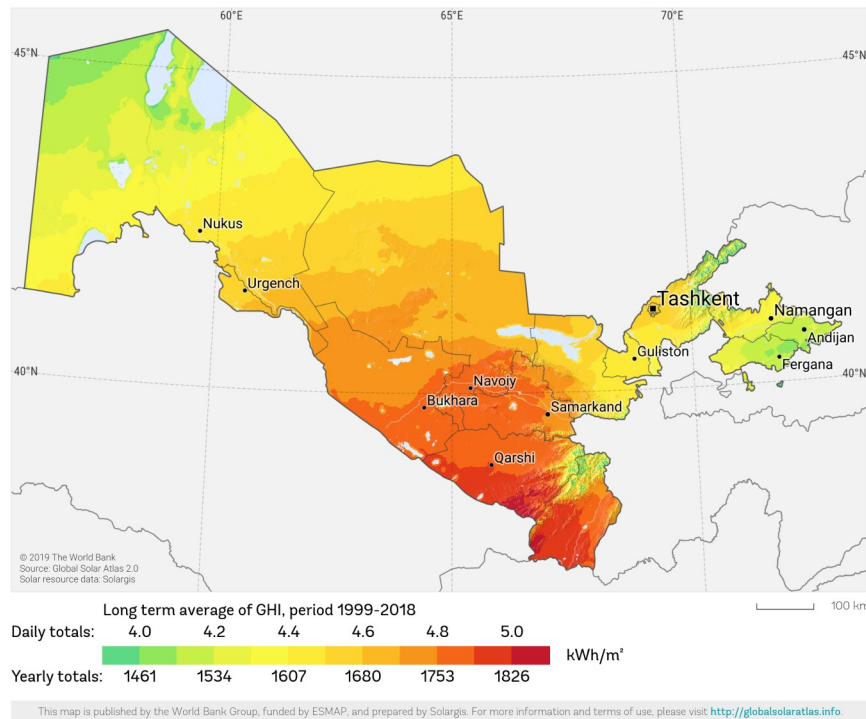 60°E
65°E
70°E
45°N
45°N
Nukus
Urgench
Tashkent
Namangan
Andijan
Guliston
Fergana
40°N
40°N
Navoiy
Bukhara
Samarkand
Qarshi
© 2019 The World Bank
Source: Global Solar Atlas 2.0
Solar resource data: Solargis
Long term average of GHI, period 1999-2018
100 km
Daily totals: 4.0 4.2 4.4 4.6 4.8 5.0
kWh/m²
Yearly totals: 1461 1534 1607 1680 1753 1826
This map is published by the World Bank Group, funded by ESMAP, and prepared by Solargis. For more information and terms of use, please visit http://globalsolaratlas.info.